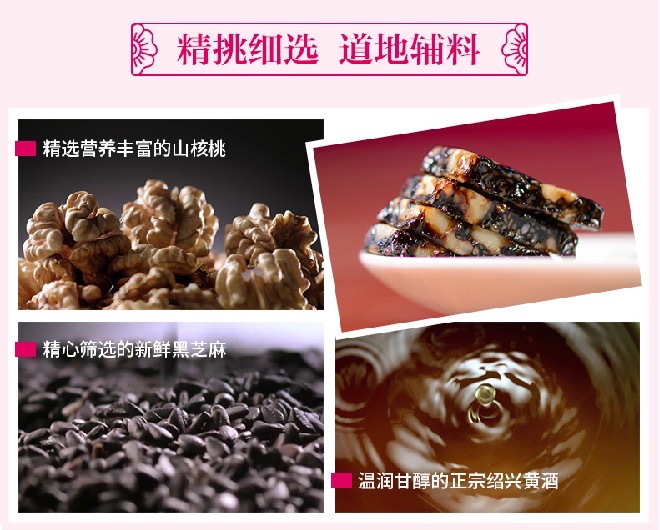 精挑细选 道地辅料
精选营养丰富的山核桃
精心筛选的新鲜黑芝麻
温润甘醇的正宗绍兴黄酒